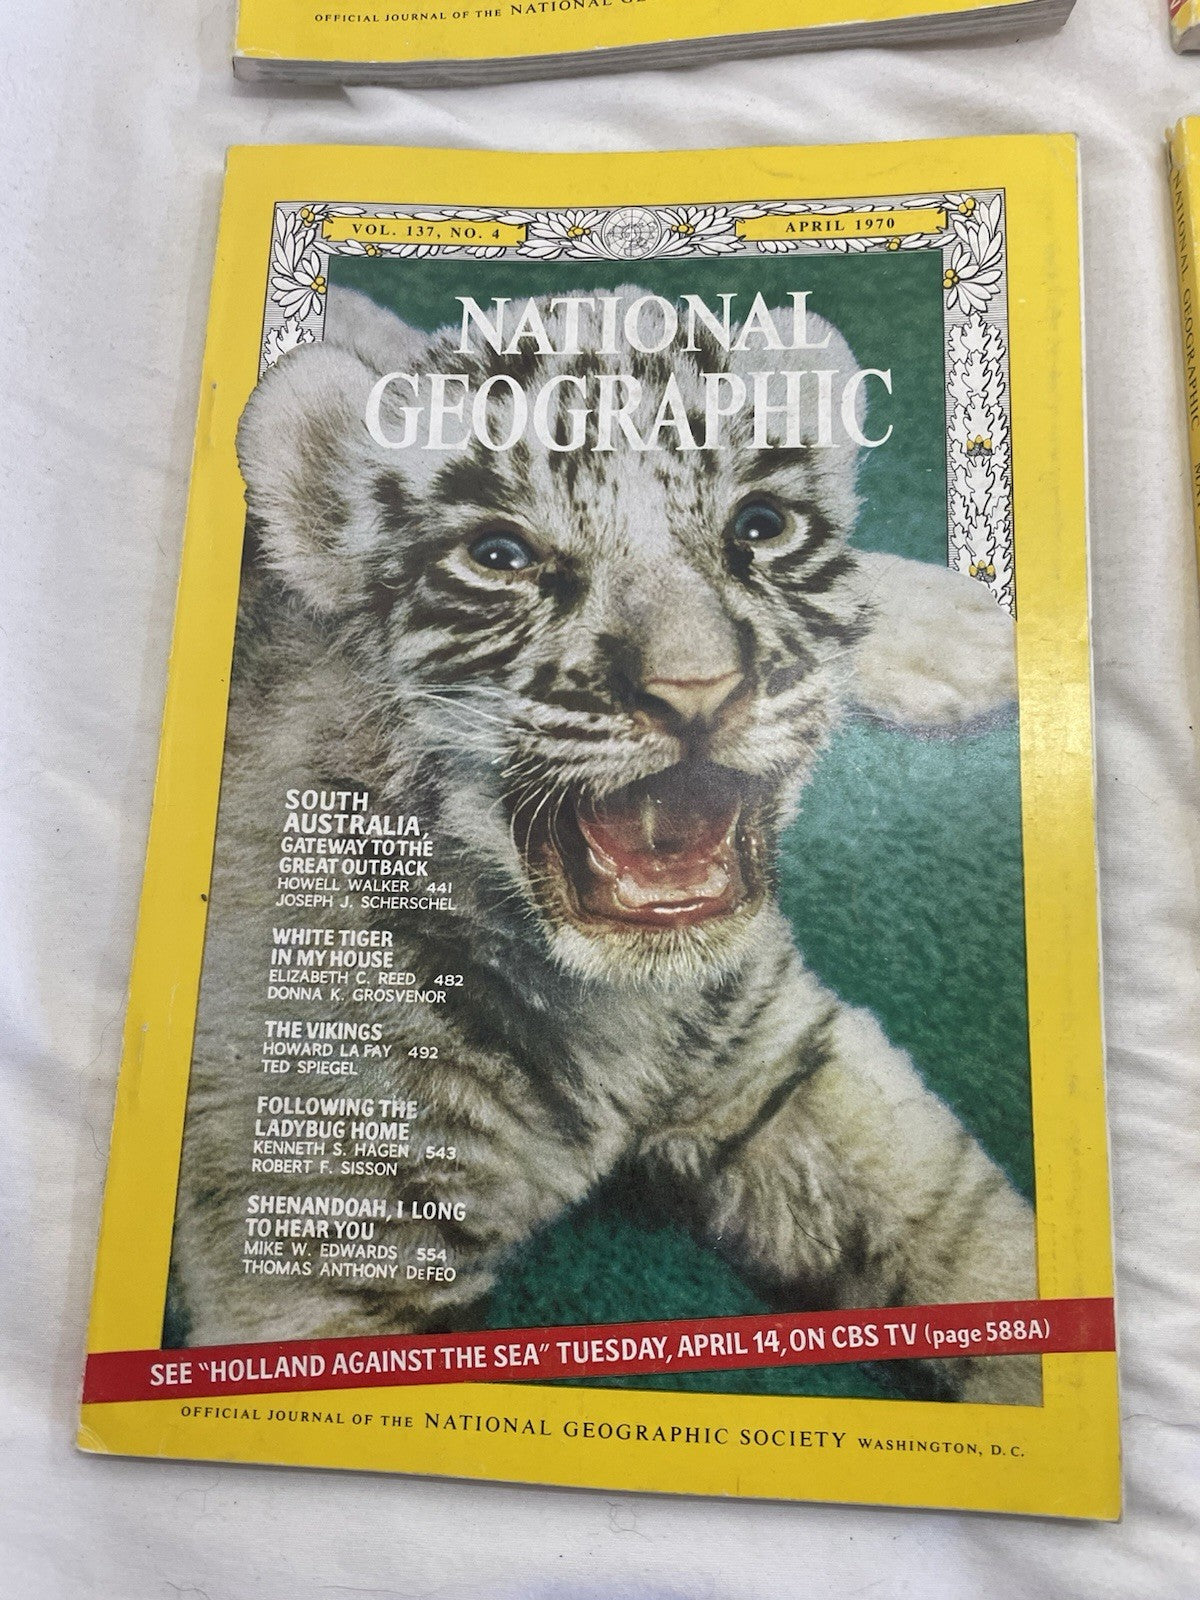 OFFICIAL JOURNAL OF THE NATIONAL
VOL. 137, NO. 4
APRIL 1970
NATIONAL
GEOGRAPHIC
SOUTH
AUSTRALIA,
GATEWAY TO THE
GREAT OUTBACK
HOWELL WALKER 441
JOSEPH J. SCHERSCHEL
WHITE TIGER
IN MY HOUSE
ELIZABETH C. REED 482
DONNA K. GROSVENOR
THE VIKINGS
HOWARD LA FAY 492
TED SPIEGEL
FOLLOWING THE
LADYBUG HOME
KENNETH S. HAGEN 543
ROBERT F. SISSON
SHENANDOAH, I LONG
TO HEAR YOU
MIKE W. EDWARDS 554
THOMAS ANTHONY DeFEO
SEE "HOLLAND AGAINST THE SEA" TUESDAY, APRIL 14, ON CBS TV (page 588A)
OFFICIAL JOURNAL OF THE NATIONAL GEOGRAPHIC SOCIETY WASHINGTON, D.C.
NATIONAL GEOGRAPHIC